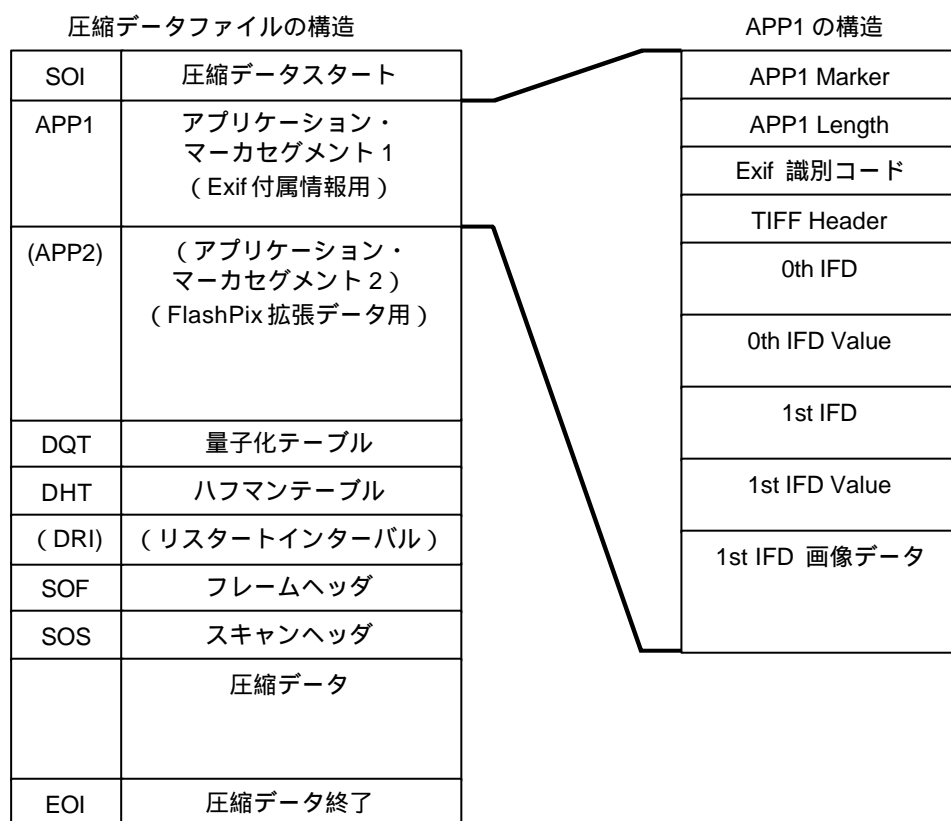 圧縮データファイルの構造
SOI 圧縮データスタート
APP1 アプリケーション・
マーカセグメント1
(Exif 付属情報用)
(APP2) (アプリケーション・
マーカセグメント2)
(FlashPix 拡張データ用)
DQT 量子化テーブル
DHT ハフマンテーブル
(DRI) (リスタートインターバル)
SOF フレームヘッダ
SOS スキャンヘッダ
圧縮データ
EOI 圧縮データ終了
APP1 の構造
APP1 Marker
APP1 Length
Exif 識別コード
TIFF Header
0th IFD
0th IFD Value
1st IFD
1st IFD Value
1st IFD 画像データ